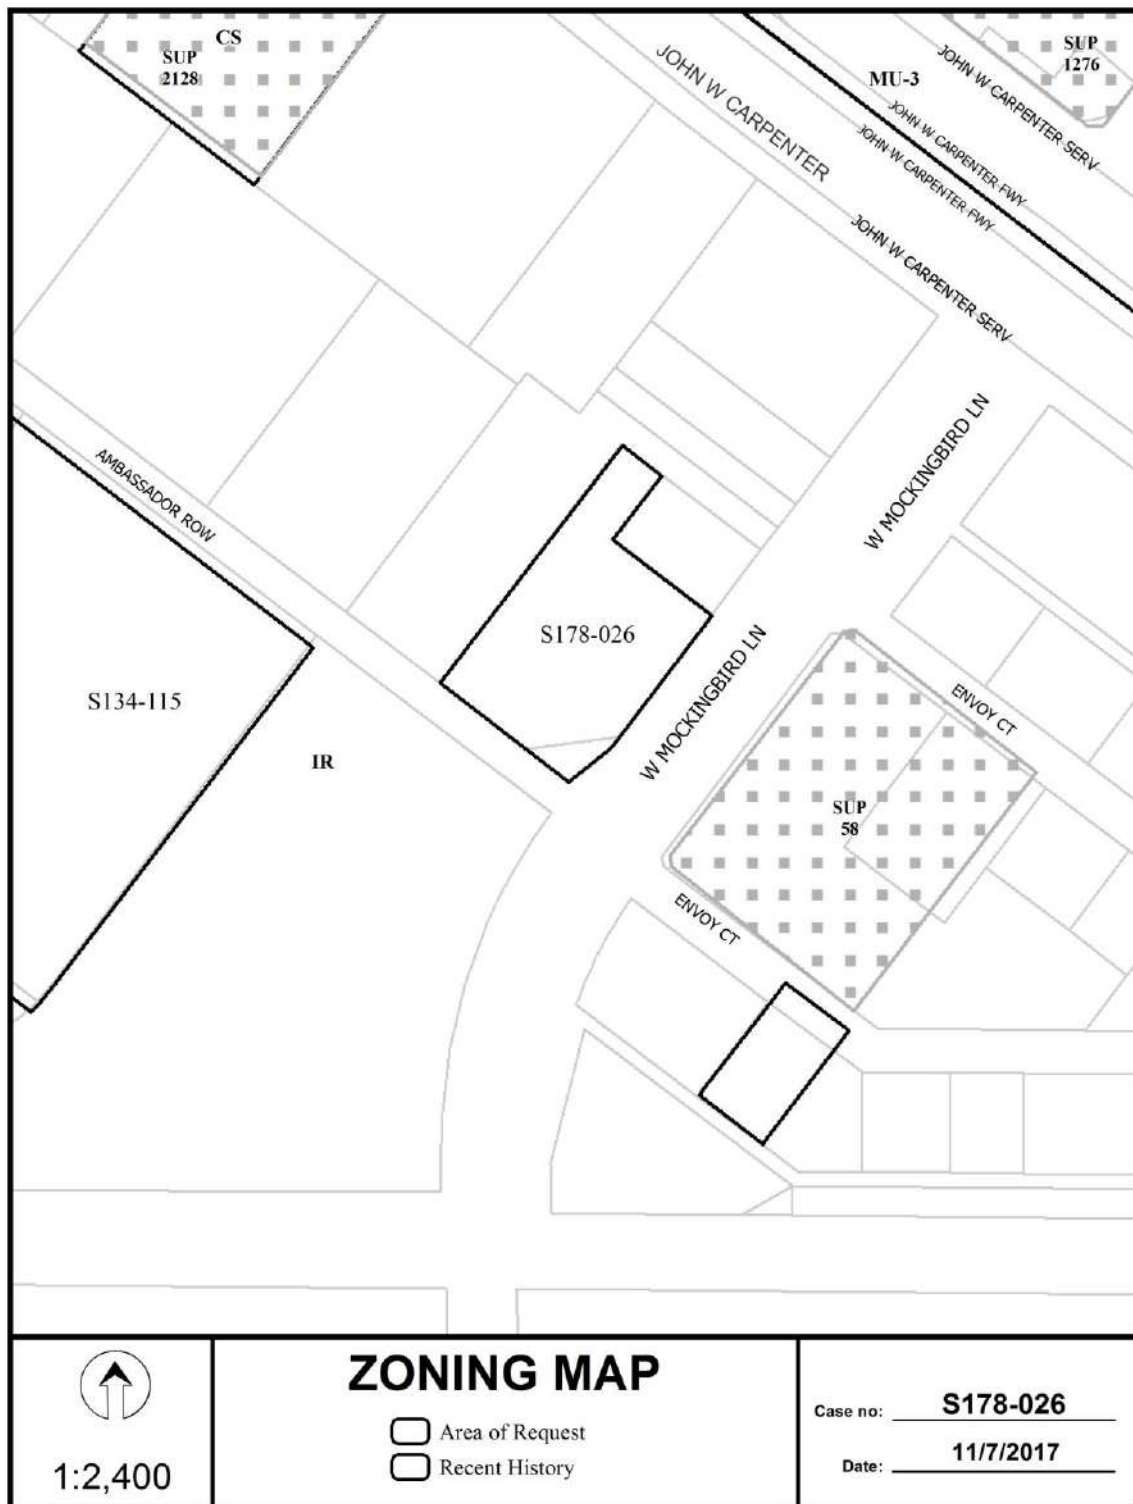 CS
SUP
2128
SUP
1276
MU-3
JOHN W CARPENTER
JOHN W CARPENTER SERV
JOHN W CARPENTER FWY
JOHN W CARPENTER FWY
JOHN W CARPENTER SERV
W MOCKINGBIRD LN
AMBASSADOR ROW
S178-026
W MOCKINGBIRD LN
S134-115
IR
ENVOY CT
SUP
58
ENVOY CT
1:2,400
ZONING MAP
Area of Request
Recent History
Case no: S178-026
Date: 11/7/2017